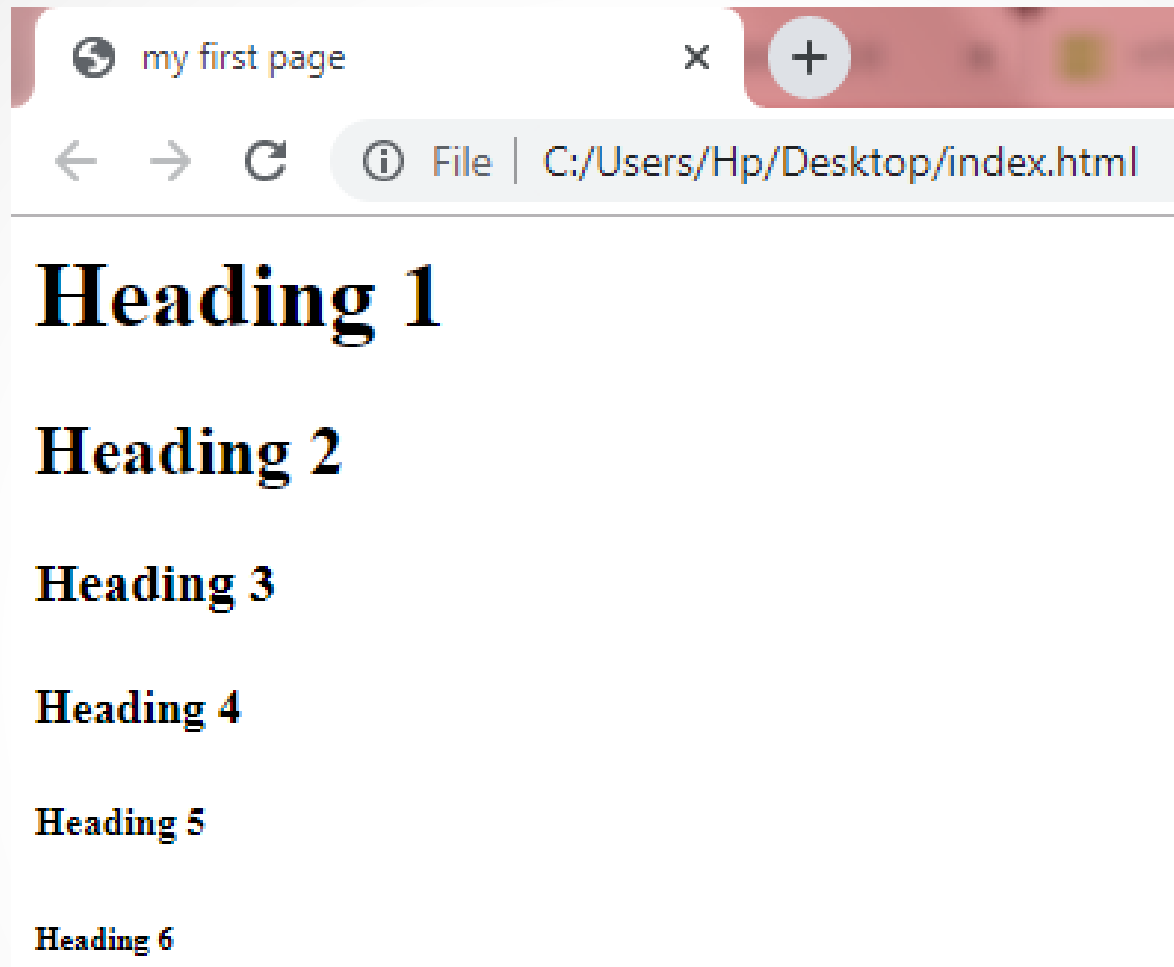 my first page
File | C:/Users/Hp/Desktop/index.html
Heading 1
Heading 2
Heading 3
Heading 4
Heading 5
Heading 6